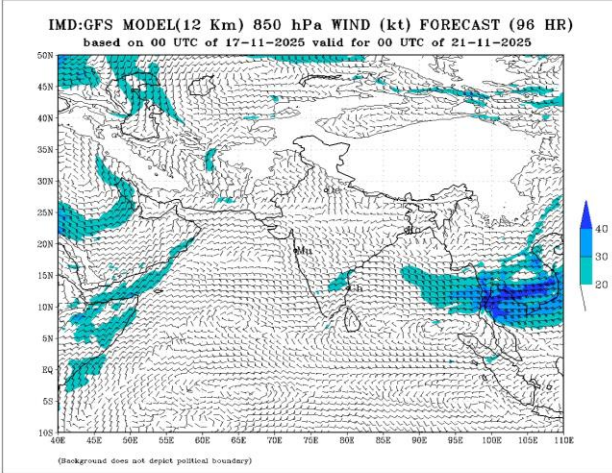 IMD:GFS MODEL(12 Km) 850 hPa WIND (kt) FORECAST (96 HR)
based on 00 UTC of 17-11-2025 valid for 00 UTC of 21-11-2025
50N
45N
40N
35N
30N
25N
20N
15N
10N
5N
EQ
5S
10S
40E 45E 50E 55E 60E 65E 70E 75E 80E 85E 90E 95E 100E 105E 110E
Mu
Ch
40
30
20
(Background does not depict political boundary)